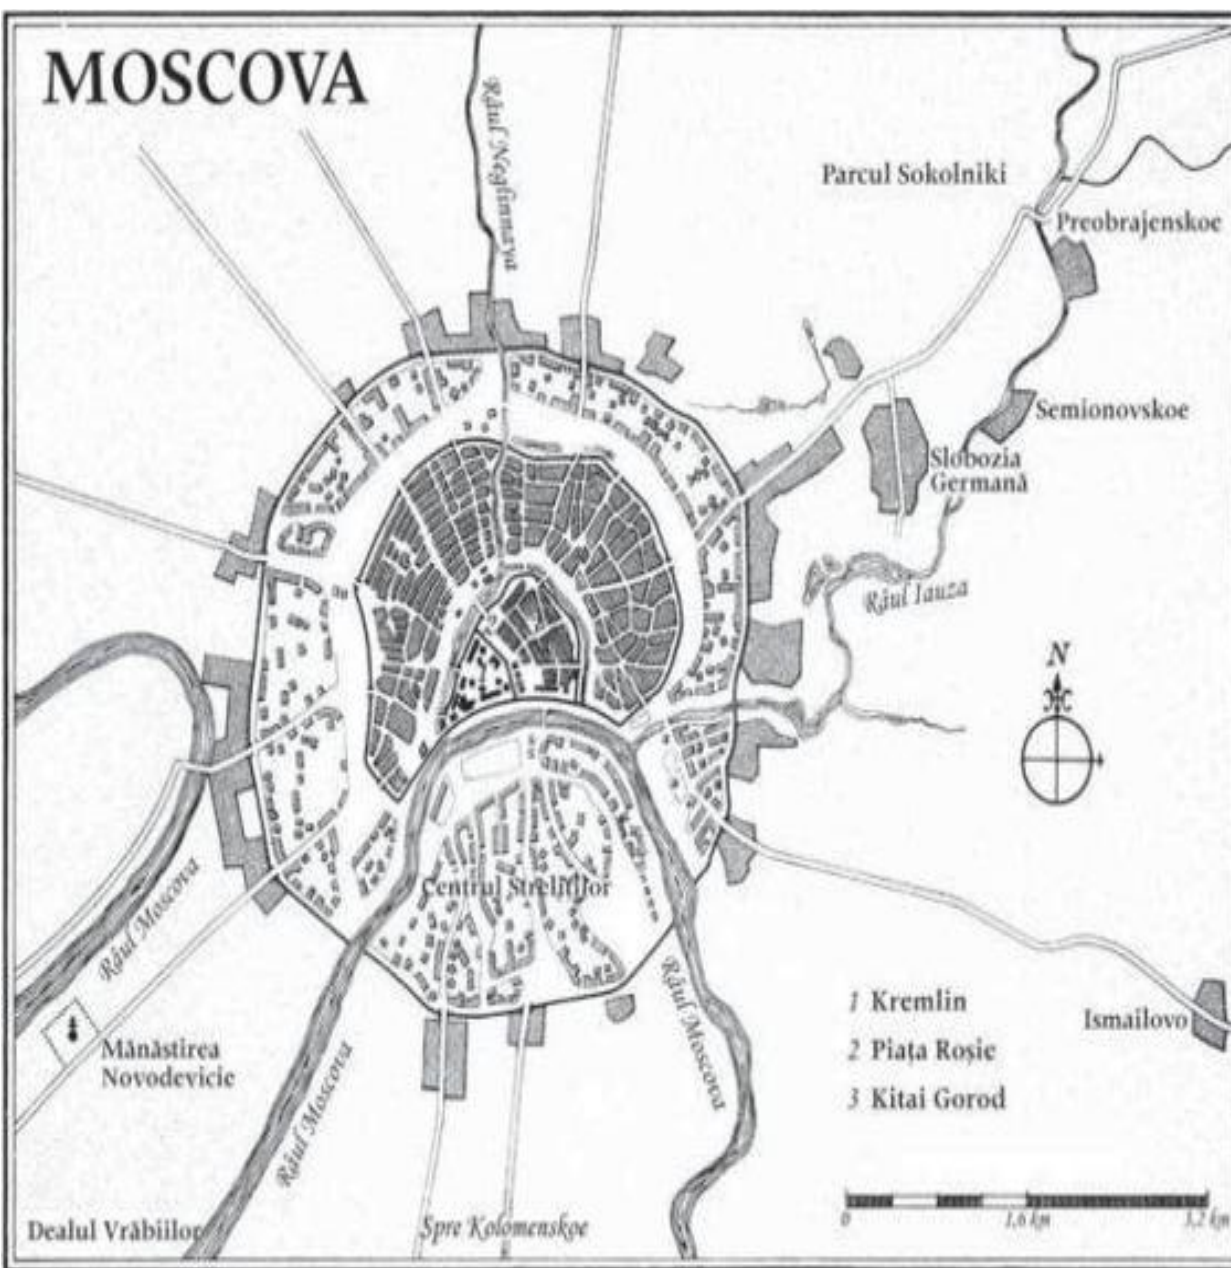 MOSCOVA
Râul Neglinnaya
Parcul Sokolniki
Preobrajenskoe
Semionovskoe
Slobozia
Germană
Râul Iauza
N
Centrul Streliților
Râul Moscova
Mănăstirea
Novodevicie
Râul Moscova
Râul Moscova
1 Kremlin
2 Piața Roșie
3 Kitai Gorod
Ismailovo
Dealul Vrăbiilor
Spre Kolomenskoe
0 1,6 km 3,2 km